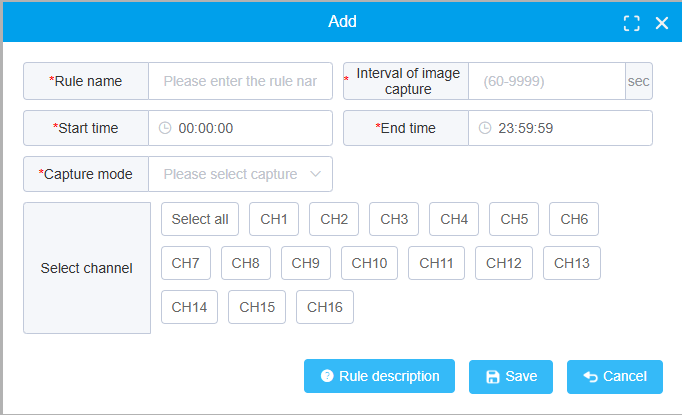 Add
*Rule name
Please enter the rule nar
*Interval of image capture
(60-9999)
sec
*Start time
00:00:00
*End time
23:59:59
*Capture mode
Please select capture
Select channel
Select all CH1 CH2 CH3 CH4 CH5 CH6
CH7 CH8 CH9 CH10 CH11 CH12 CH13
CH14 CH15 CH16
Rule description Save Cancel